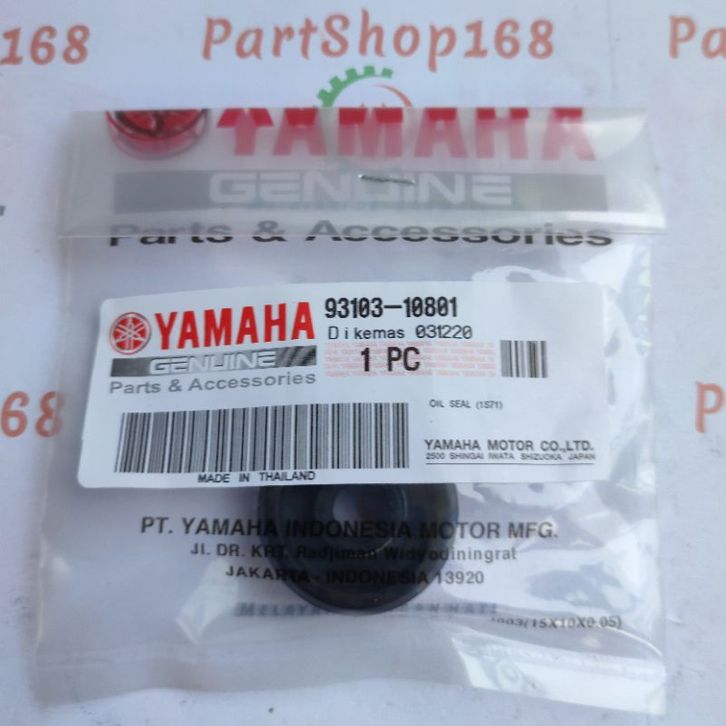 168
PartShop168
Pa
YAMAHA
GENUINE
Parts & Accessories
YAMAHA
GENUINE
Parts & Accessories
93103-10801
Dikemas 031220
1 PC
OIL SEAL (1S71)
YAMAHA MOTOR CO.,LTD.
2500 SHINGAI IWATA SHIZUOKA JAPAN
MADE IN THAILAND
PT. YAMAHA INDONESIA MOTOR MFG.
Jl. DR. KRT. Radjiman Widyodiningrat
JAKARTA - INDONESIA 13920
(15X10X0.05)
168